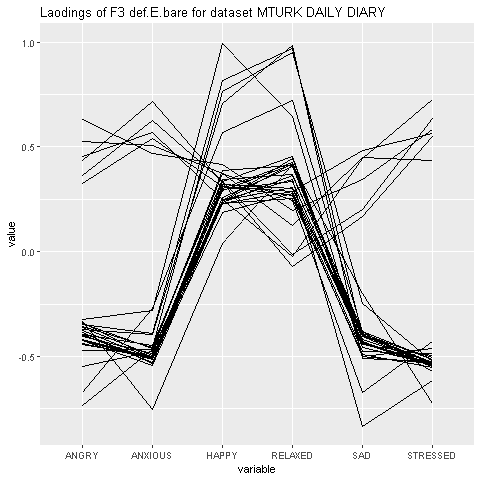 Laodings of F3 def.E.bare for dataset MTURK DAILY DIARY
1.0
0.5
0.0
-0.5
value
ANGRY ANXIOUS HAPPY RELAXED SAD STRESSED
variable